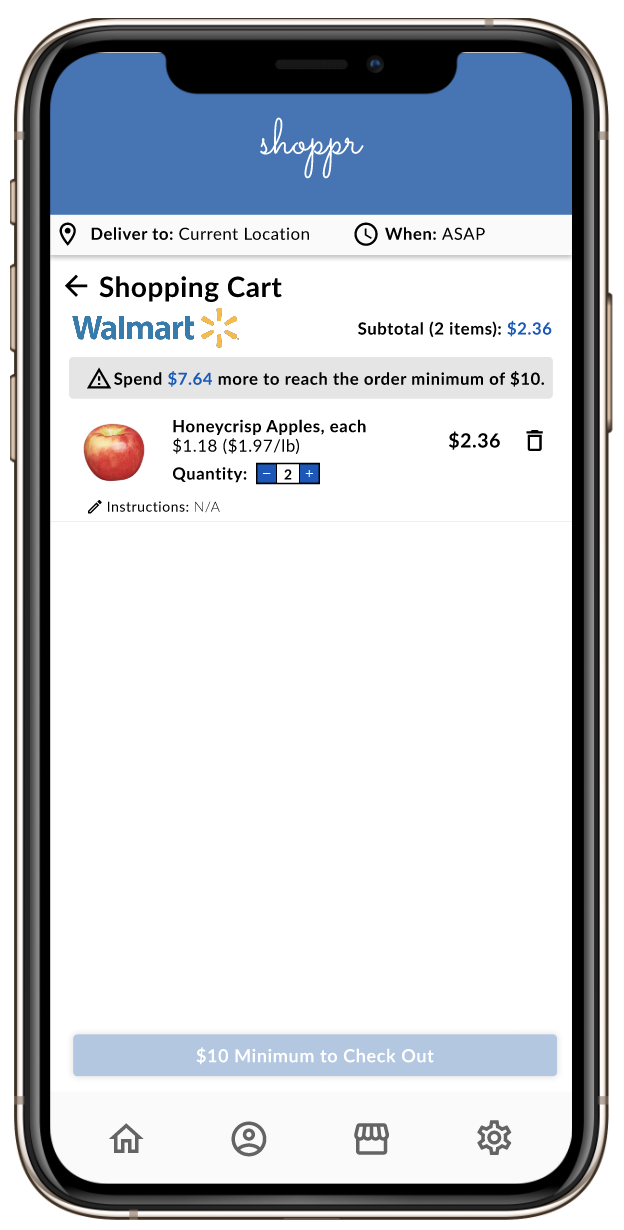 shoppr
Deliver to: Current Location When: ASAP
Shopping Cart
Walmart
Subtotal (2 items): $2.36
Spend $7.64 more to reach the order minimum of $10.
Honeycrisp Apples, each
$1.18 ($1.97/lb)
$2.36
Quantity: − 2 +
Instructions: N/A
$10 Minimum to Check Out